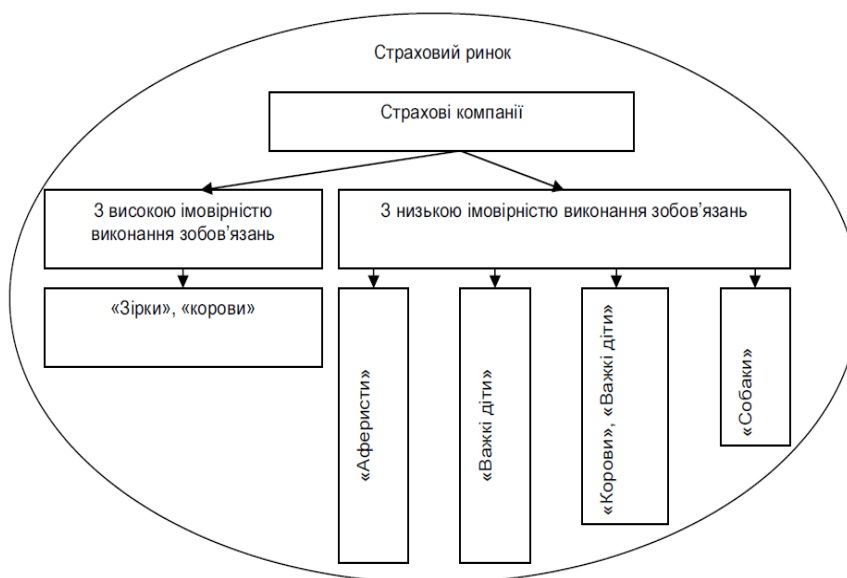 Страховий ринок
Страхові компанії
З високою імовірністю
виконання зобов’язань
З низькою імовірністю виконання зобов’язань
«Зірки», «корови»
«Аферисти»
«Важкі діти»
«Корови», «Важкі діти»
«Собаки»